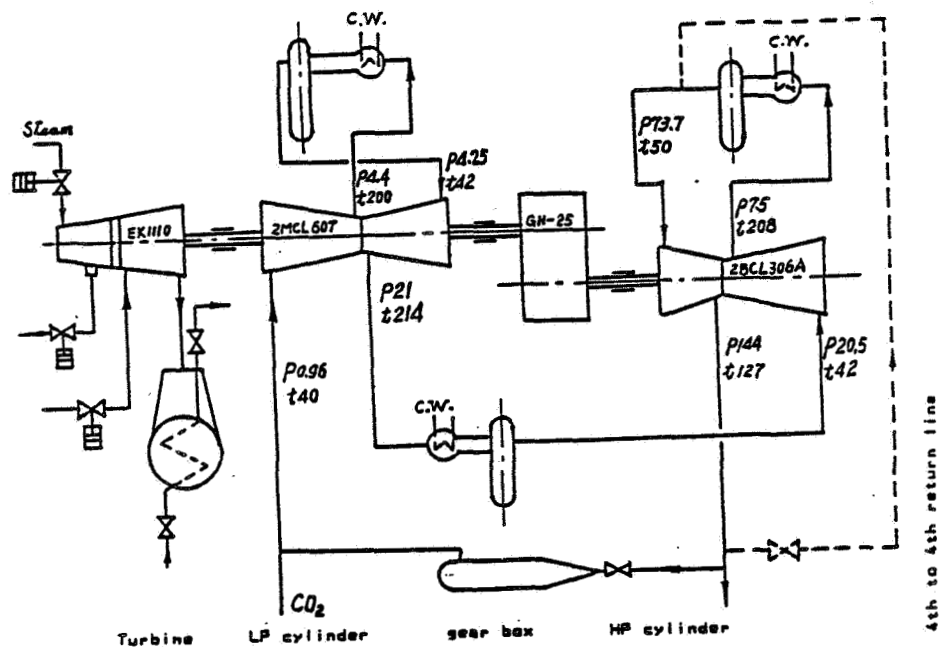 C.W.
C.W.
Steam
P73.7
t50
P4.25
t42
P4.4
t200
P75
t208
EK1110
2MCL607
GH-25
2BCL306A
P21
t214
P144
t127
P20,5
t42
P0.96
t40
C.W.
CO₂
Turbine
LP cylinder
gear box
HP cylinder
4th to 4th return line